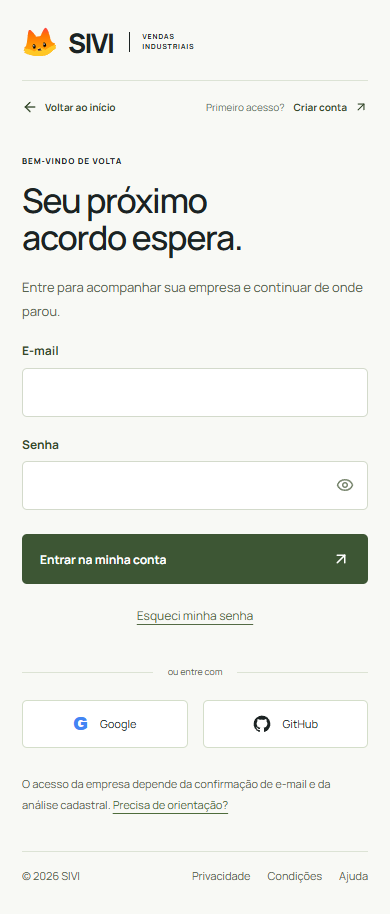 SIVI
VENDAS
INDUSTRIAIS
Voltar ao início
Primeiro acesso? Criar conta
BEM-VINDO DE VOLTA
Seu próximo
acordo espera.
Entre para acompanhar sua empresa e continuar de onde
parou.
E-mail
Senha
Entrar na minha conta
Esqueci minha senha
ou entre com
G Google
GitHub
O acesso da empresa depende da confirmação de e-mail e da
análise cadastral. Precisa de orientação?
© 2026 SIVI
Privacidade Condições Ajuda